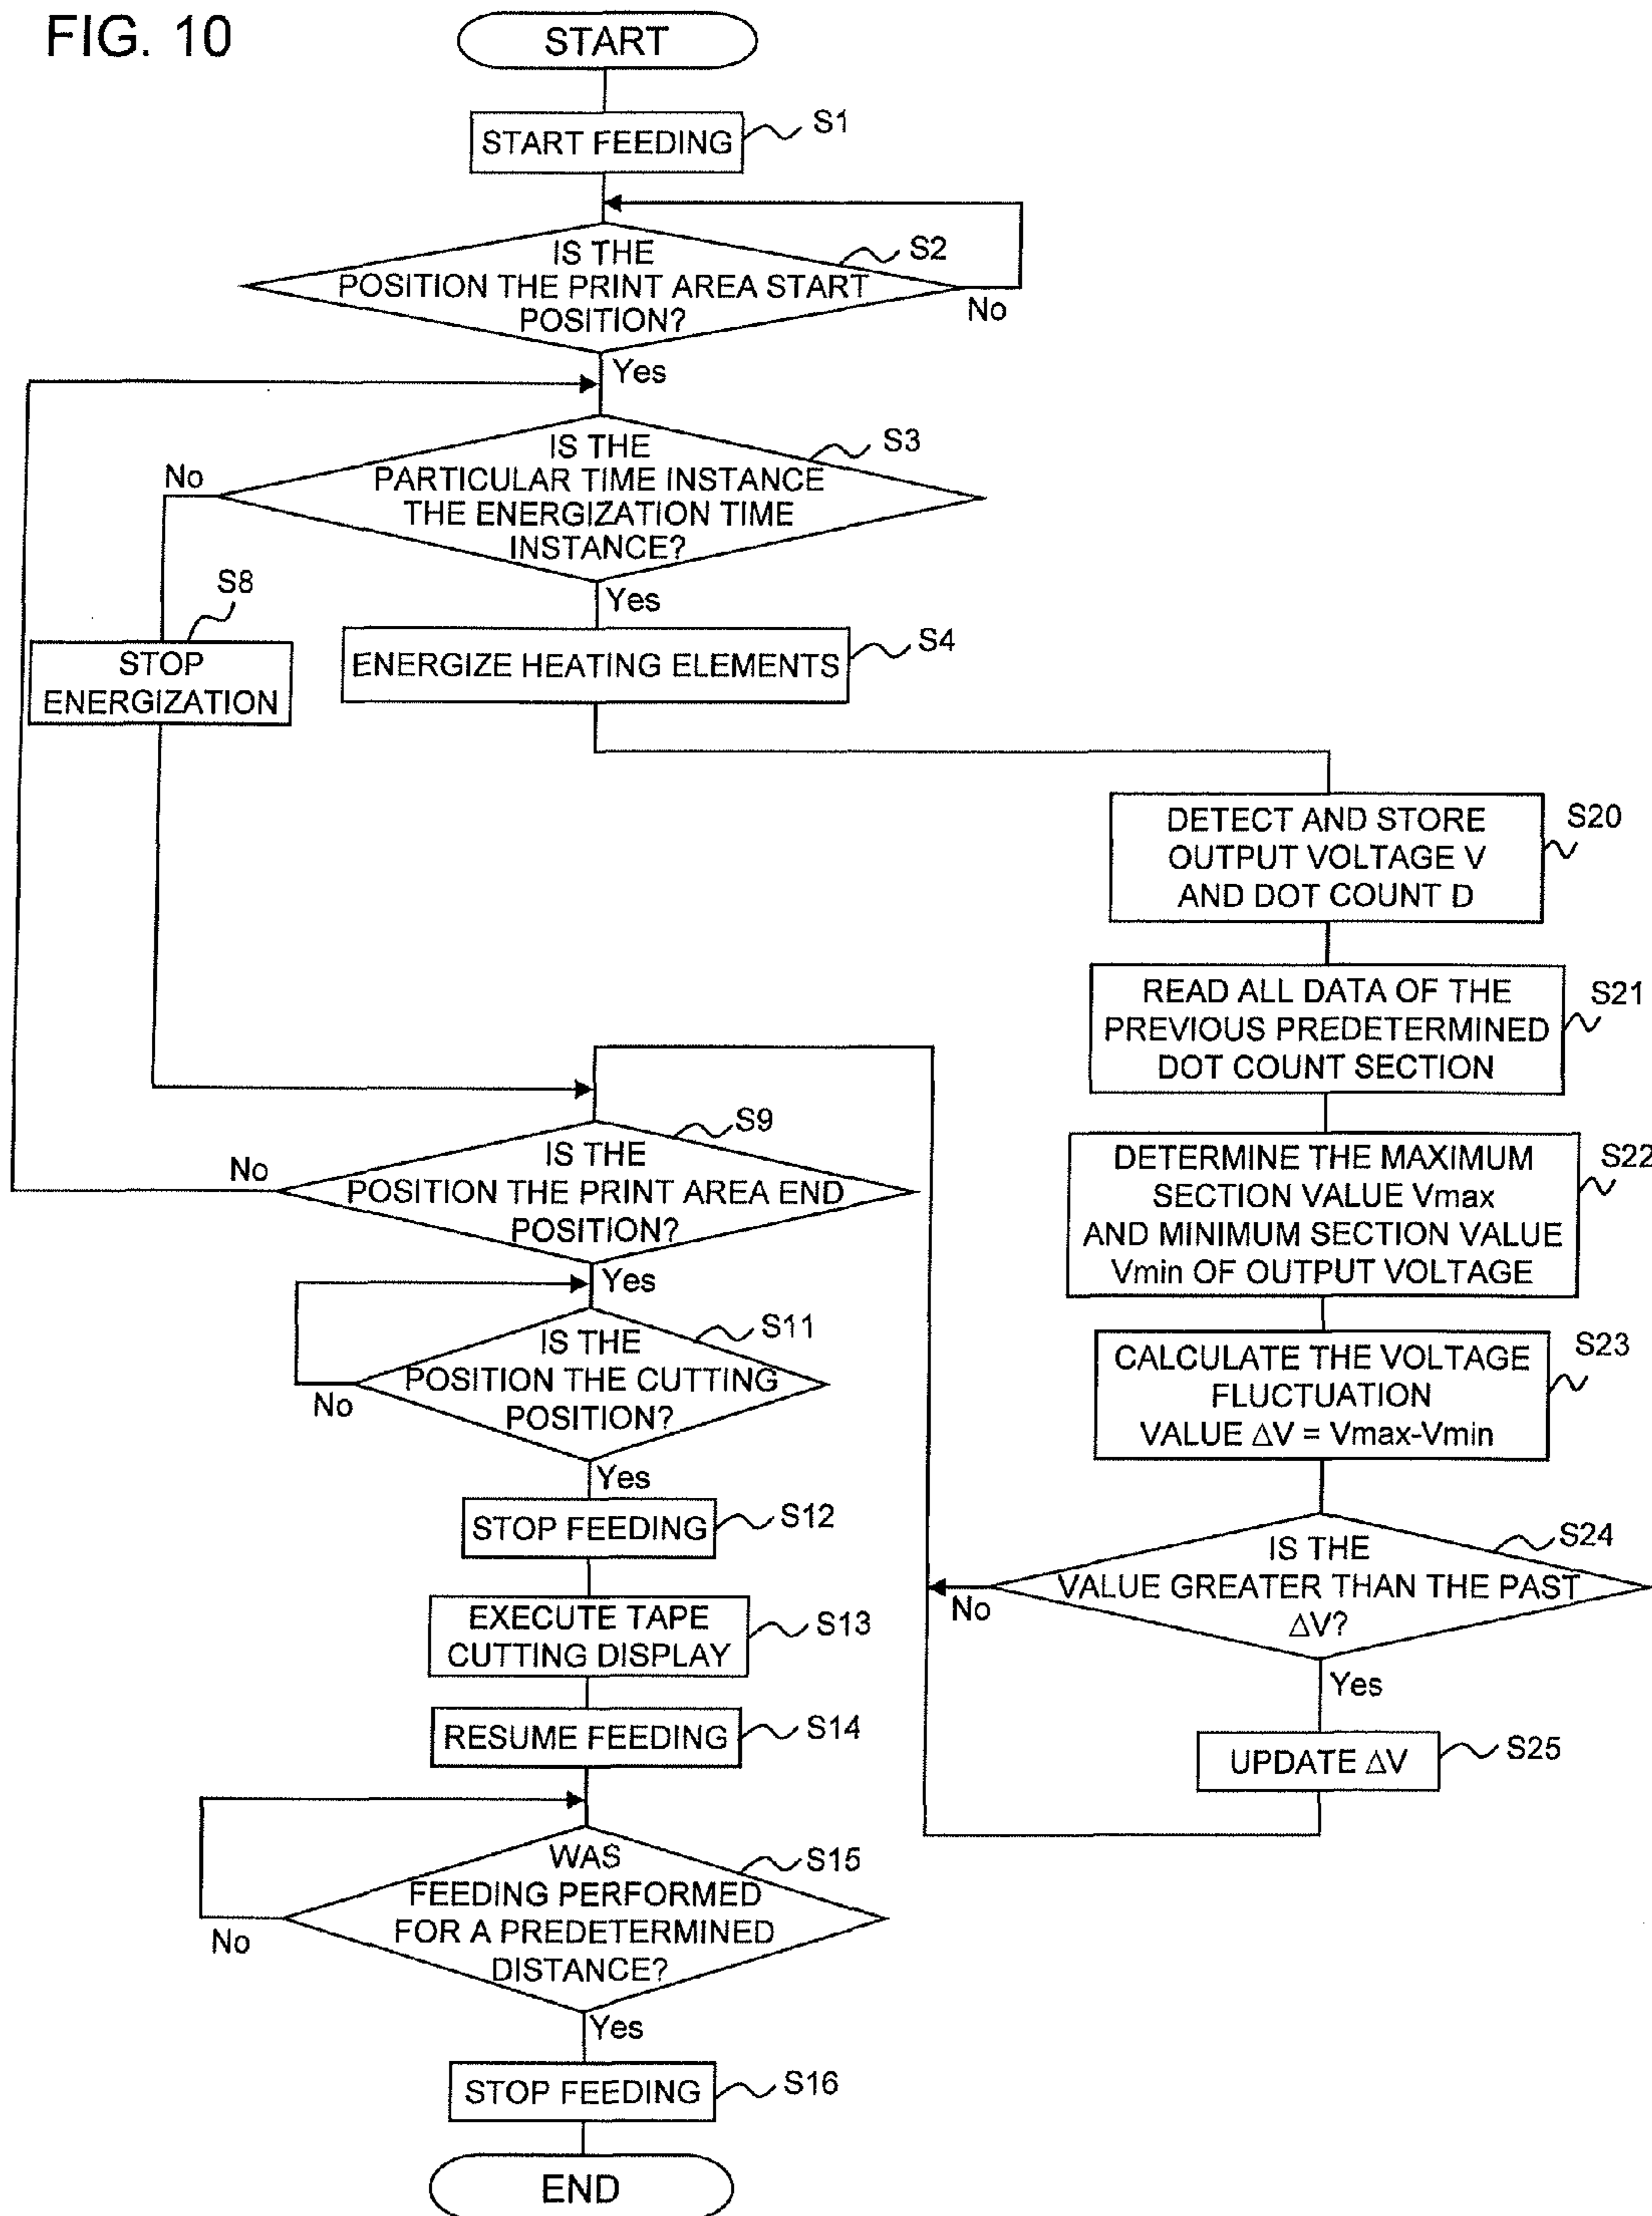 FIG. 10
START
START FEEDING
S1
IS THE
POSITION THE PRINT AREA START
POSITION?
S2
No
Yes
IS THE
PARTICULAR TIME INSTANCE
THE ENERGIZATION TIME
INSTANCE?
S3
No
Yes
S8
STOP
ENERGIZATION
ENERGIZE HEATING ELEMENTS
S4
DETECT AND STORE
OUTPUT VOLTAGE V
AND DOT COUNT D
S20
READ ALL DATA OF THE
PREVIOUS PREDETERMINED
DOT COUNT SECTION
S21
DETERMINE THE MAXIMUM
SECTION VALUE Vmax
AND MINIMUM SECTION VALUE
Vmin OF OUTPUT VOLTAGE
S22
CALCULATE THE VOLTAGE
FLUCTUATION
VALUE ΔV = Vmax-Vmin
S23
IS THE
VALUE GREATER THAN THE PAST
ΔV?
S24
No
Yes
UPDATE ΔV
S25
IS THE
POSITION THE PRINT AREA END
POSITION?
S9
No
Yes
IS THE
POSITION THE CUTTING
POSITION?
S11
No
Yes
STOP FEEDING
S12
EXECUTE TAPE
CUTTING DISPLAY
S13
RESUME FEEDING
S14
WAS
FEEDING PERFORMED
FOR A PREDETERMINED
DISTANCE?
S15
No
Yes
STOP FEEDING
S16
END